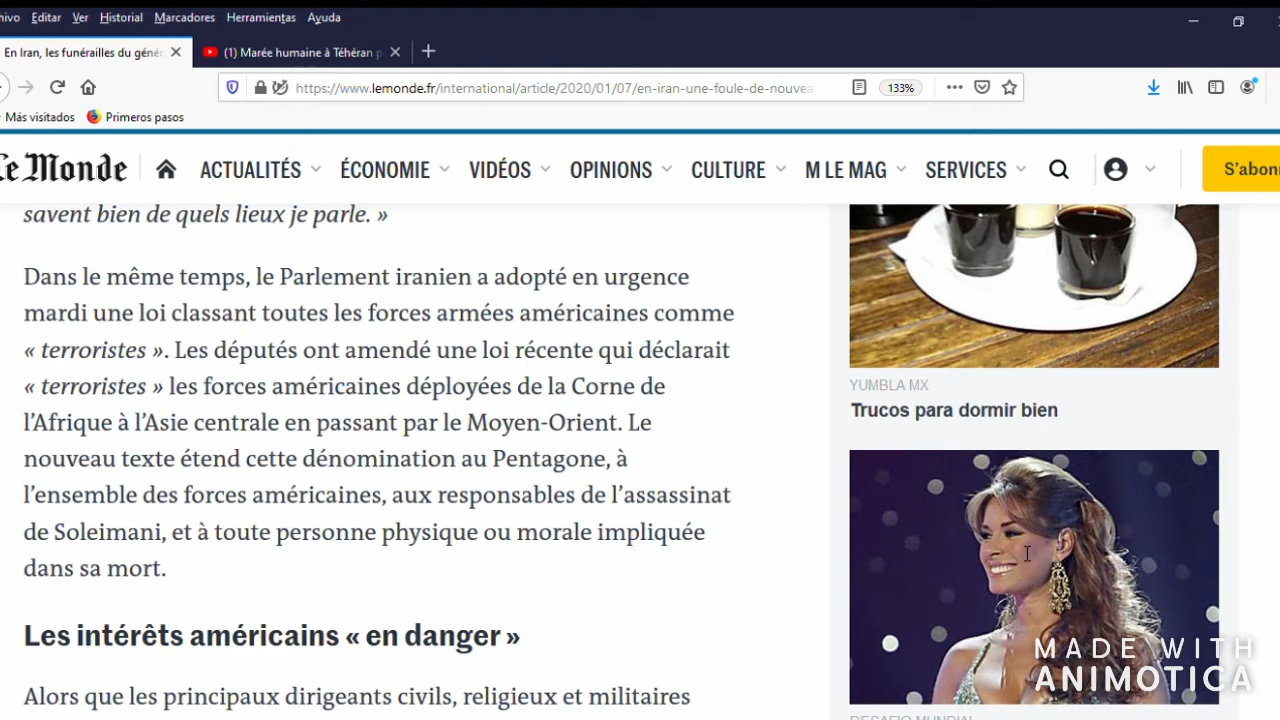 Editar Ver Historial Marcadores Herramientas Ayuda
En Iran, les funérailles du géné
(1) Marée humaine à Téhéran p
https://www.lemonde.fr/international/article/2020/01/07/en-iran-une-foule-de-nouvea
133%
Más visitados
Primeros pasos
Le Monde
ACTUALITÉS
ÉCONOMIE
VIDÉOS
OPINIONS
CULTURE
M LE MAG
SERVICES
S'abon
savent bien de quels lieux je parle. »
Dans le même temps, le Parlement iranien a adopté en urgence
mardi une loi classant toutes les forces armées américaines comme
« terroristes ». Les députés ont amendé une loi récente qui déclarait
« terroristes » les forces américaines déployées de la Corne de
l'Afrique à l'Asie centrale en passant par le Moyen-Orient. Le
nouveau texte étend cette dénomination au Pentagone, à
l'ensemble des forces américaines, aux responsables de l'assassinat
de Soleimani, et à toute personne physique ou morale impliquée
dans sa mort.
Les intérêts américains « en danger »
Alors que les principaux dirigeants civils, religieux et militaires
YUMBLA MX
Trucos para dormir bien
MADE WITH
ANIMOTICA
DESAFIO MUNDIAL